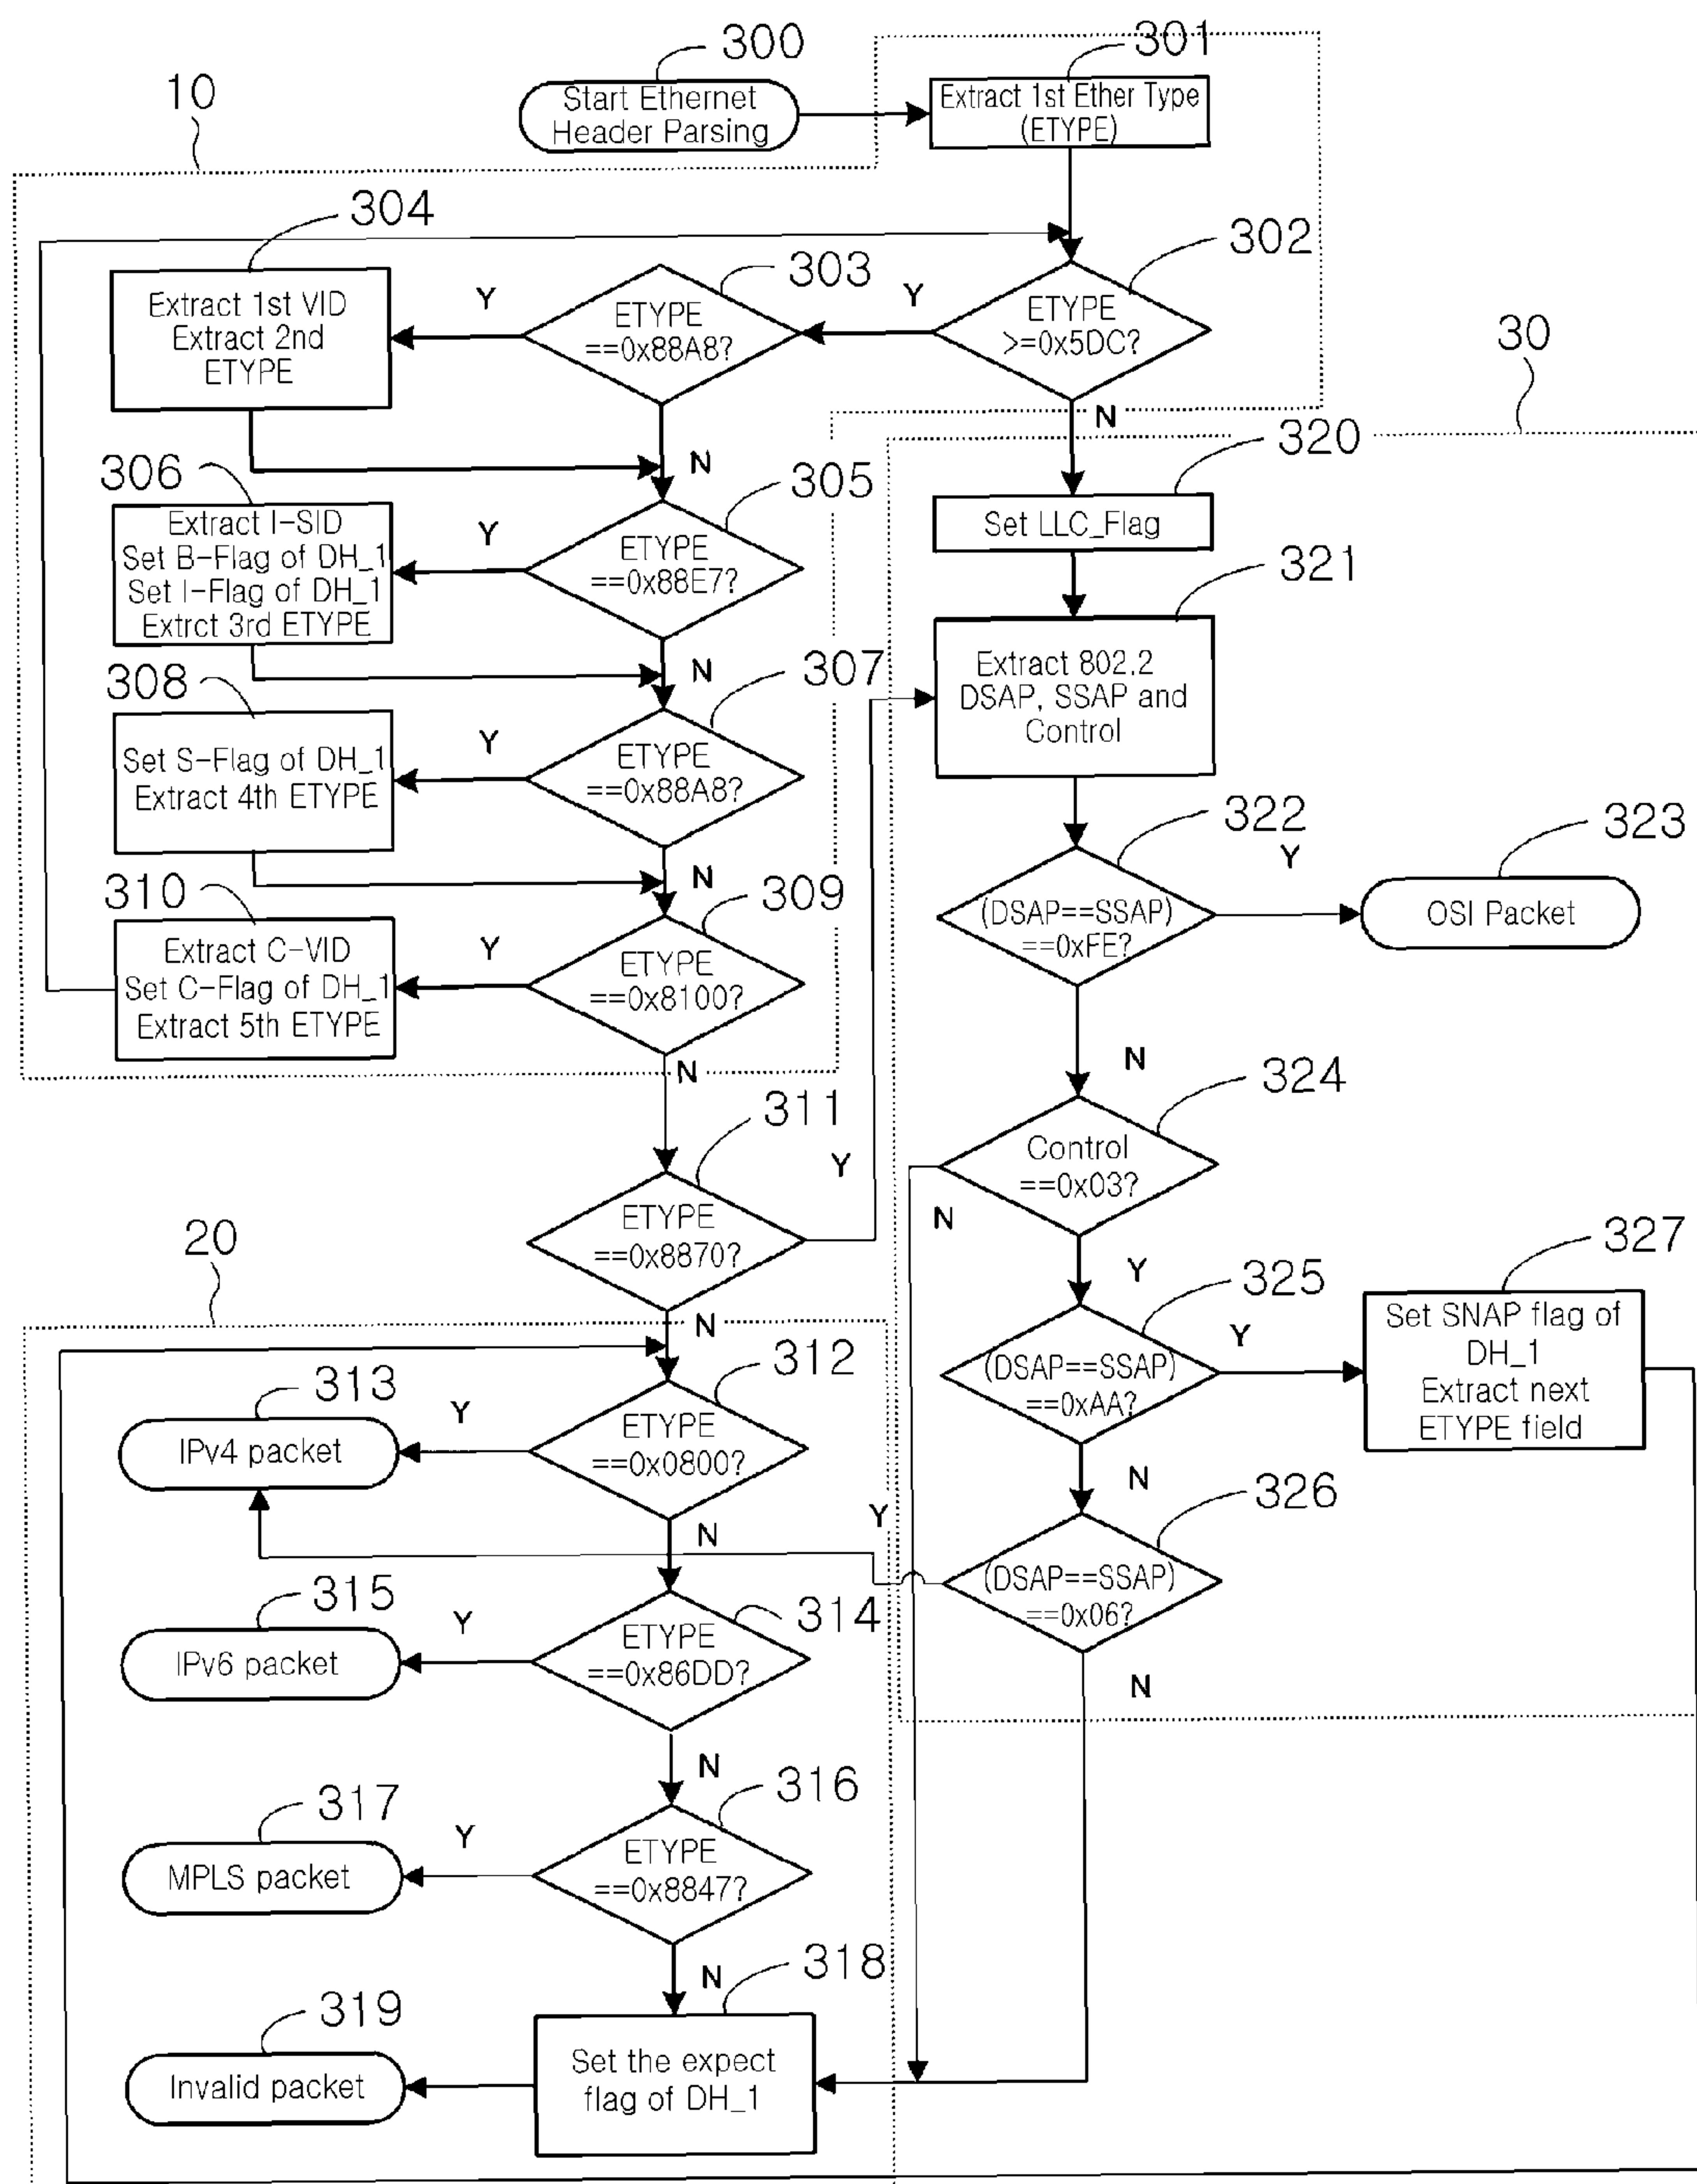 300
301
Start Ethernet
Header Parsing
Extract 1st Ether Type
(ETYPE)
10
304
303
302
Extract 1st VID
Extract 2nd
ETYPE
Y
ETYPE
==0x88A8?
Y
ETYPE
>=0x5DC?
N
30
N
320
306
305
Extract I-SID
Set B-Flag of DH_1
Set I-Flag of DH_1
Extrct 3rd ETYPE
Y
ETYPE
==0x88E7?
Set LLC_Flag
321
N
308
307
Set S-Flag of DH_1
Extract 4th ETYPE
Y
ETYPE
==0x88A8?
Extract 802.2
DSAP, SSAP and
Control
N
322
Y
323
310
309
Extract C-VID
Set C-Flag of DH_1
Extract 5th ETYPE
Y
ETYPE
==0x8100?
(DSAP==SSAP)
==0xFE?
OSI Packet
N
N
324
311
Y
Control
==0x03?
N
ETYPE
==0x8870?
20
N
Y
325
327
312
313
Y
ETYPE
==0x0800?
(DSAP==SSAP)
==0xAA?
Y
Set SNAP flag of
DH_1
Extract next
ETYPE field
IPv4 packet
N
N
326
Y
315
314
Y
ETYPE
==0x86DD?
(DSAP==SSAP)
==0x06?
IPv6 packet
N
N
317
316
Y
ETYPE
==0x8847?
MPLS packet
N
318
319
Set the expect
flag of DH_1
Invalid packet